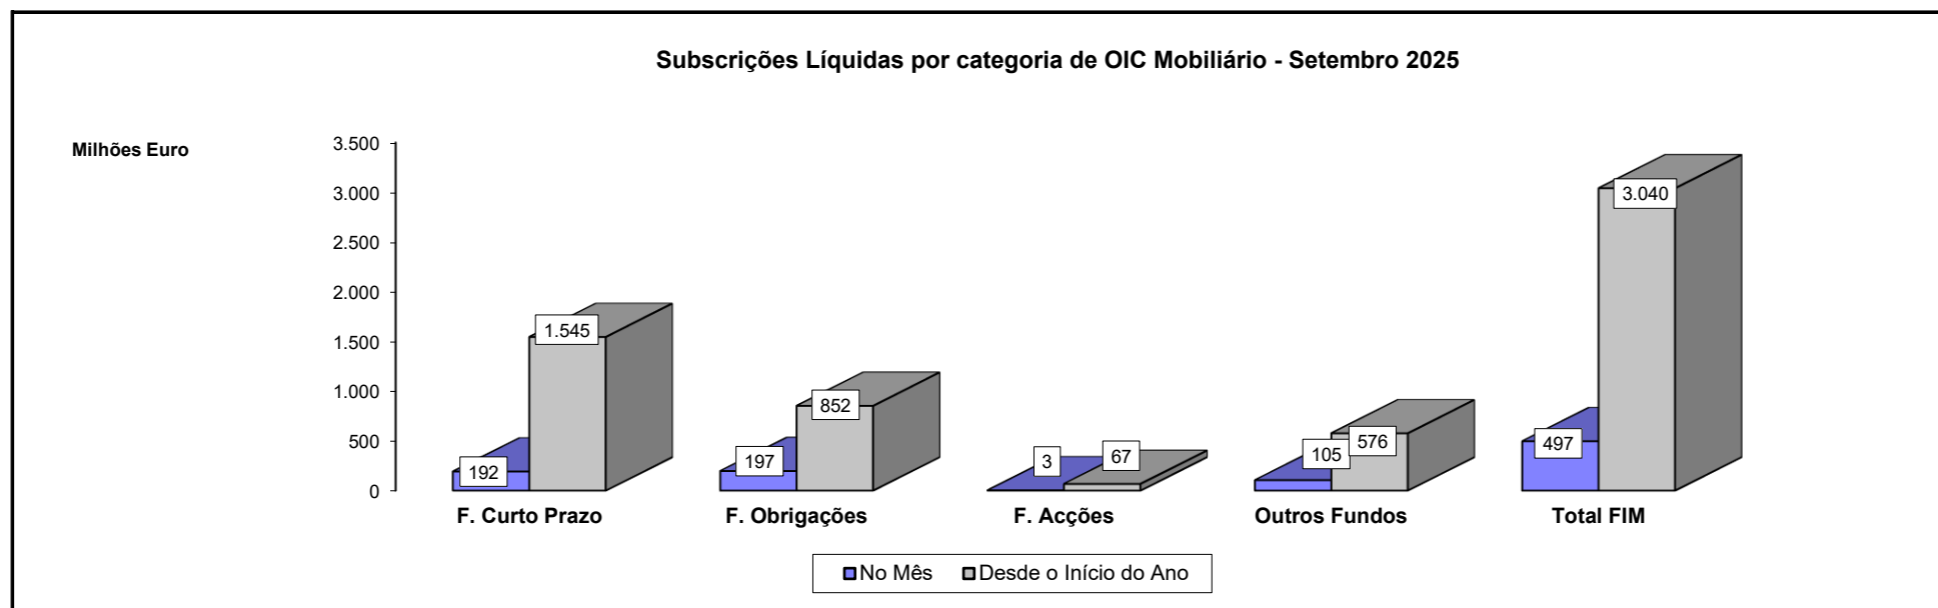 Subscrições Líquidas por categoria de OIC Mobiliário - Setembro 2025
Milhões Euro
3.500
3.000
2.500
2.000
1.500
1.000
500
0
192
1.545
197
852
3
67
105
576
497
3.040
F. Curto Prazo
F. Obrigações
F. Acções
Outros Fundos
Total FIM
No Mês
Desde o Início do Ano